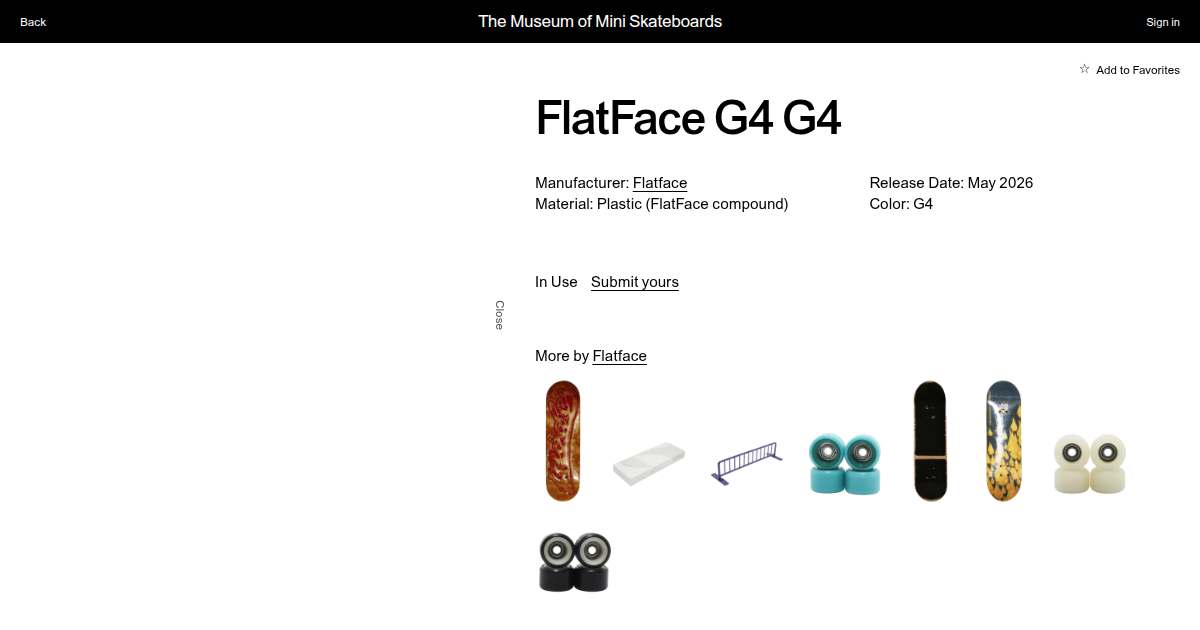 Back
The Museum of Mini Skateboards
Sign in
☆ Add to Favorites
FlatFace G4 G4
Manufacturer: Flatface
Release Date: May 2026
Material: Plastic (FlatFace compound)
Color: G4
In Use Submit yours
Close
More by Flatface